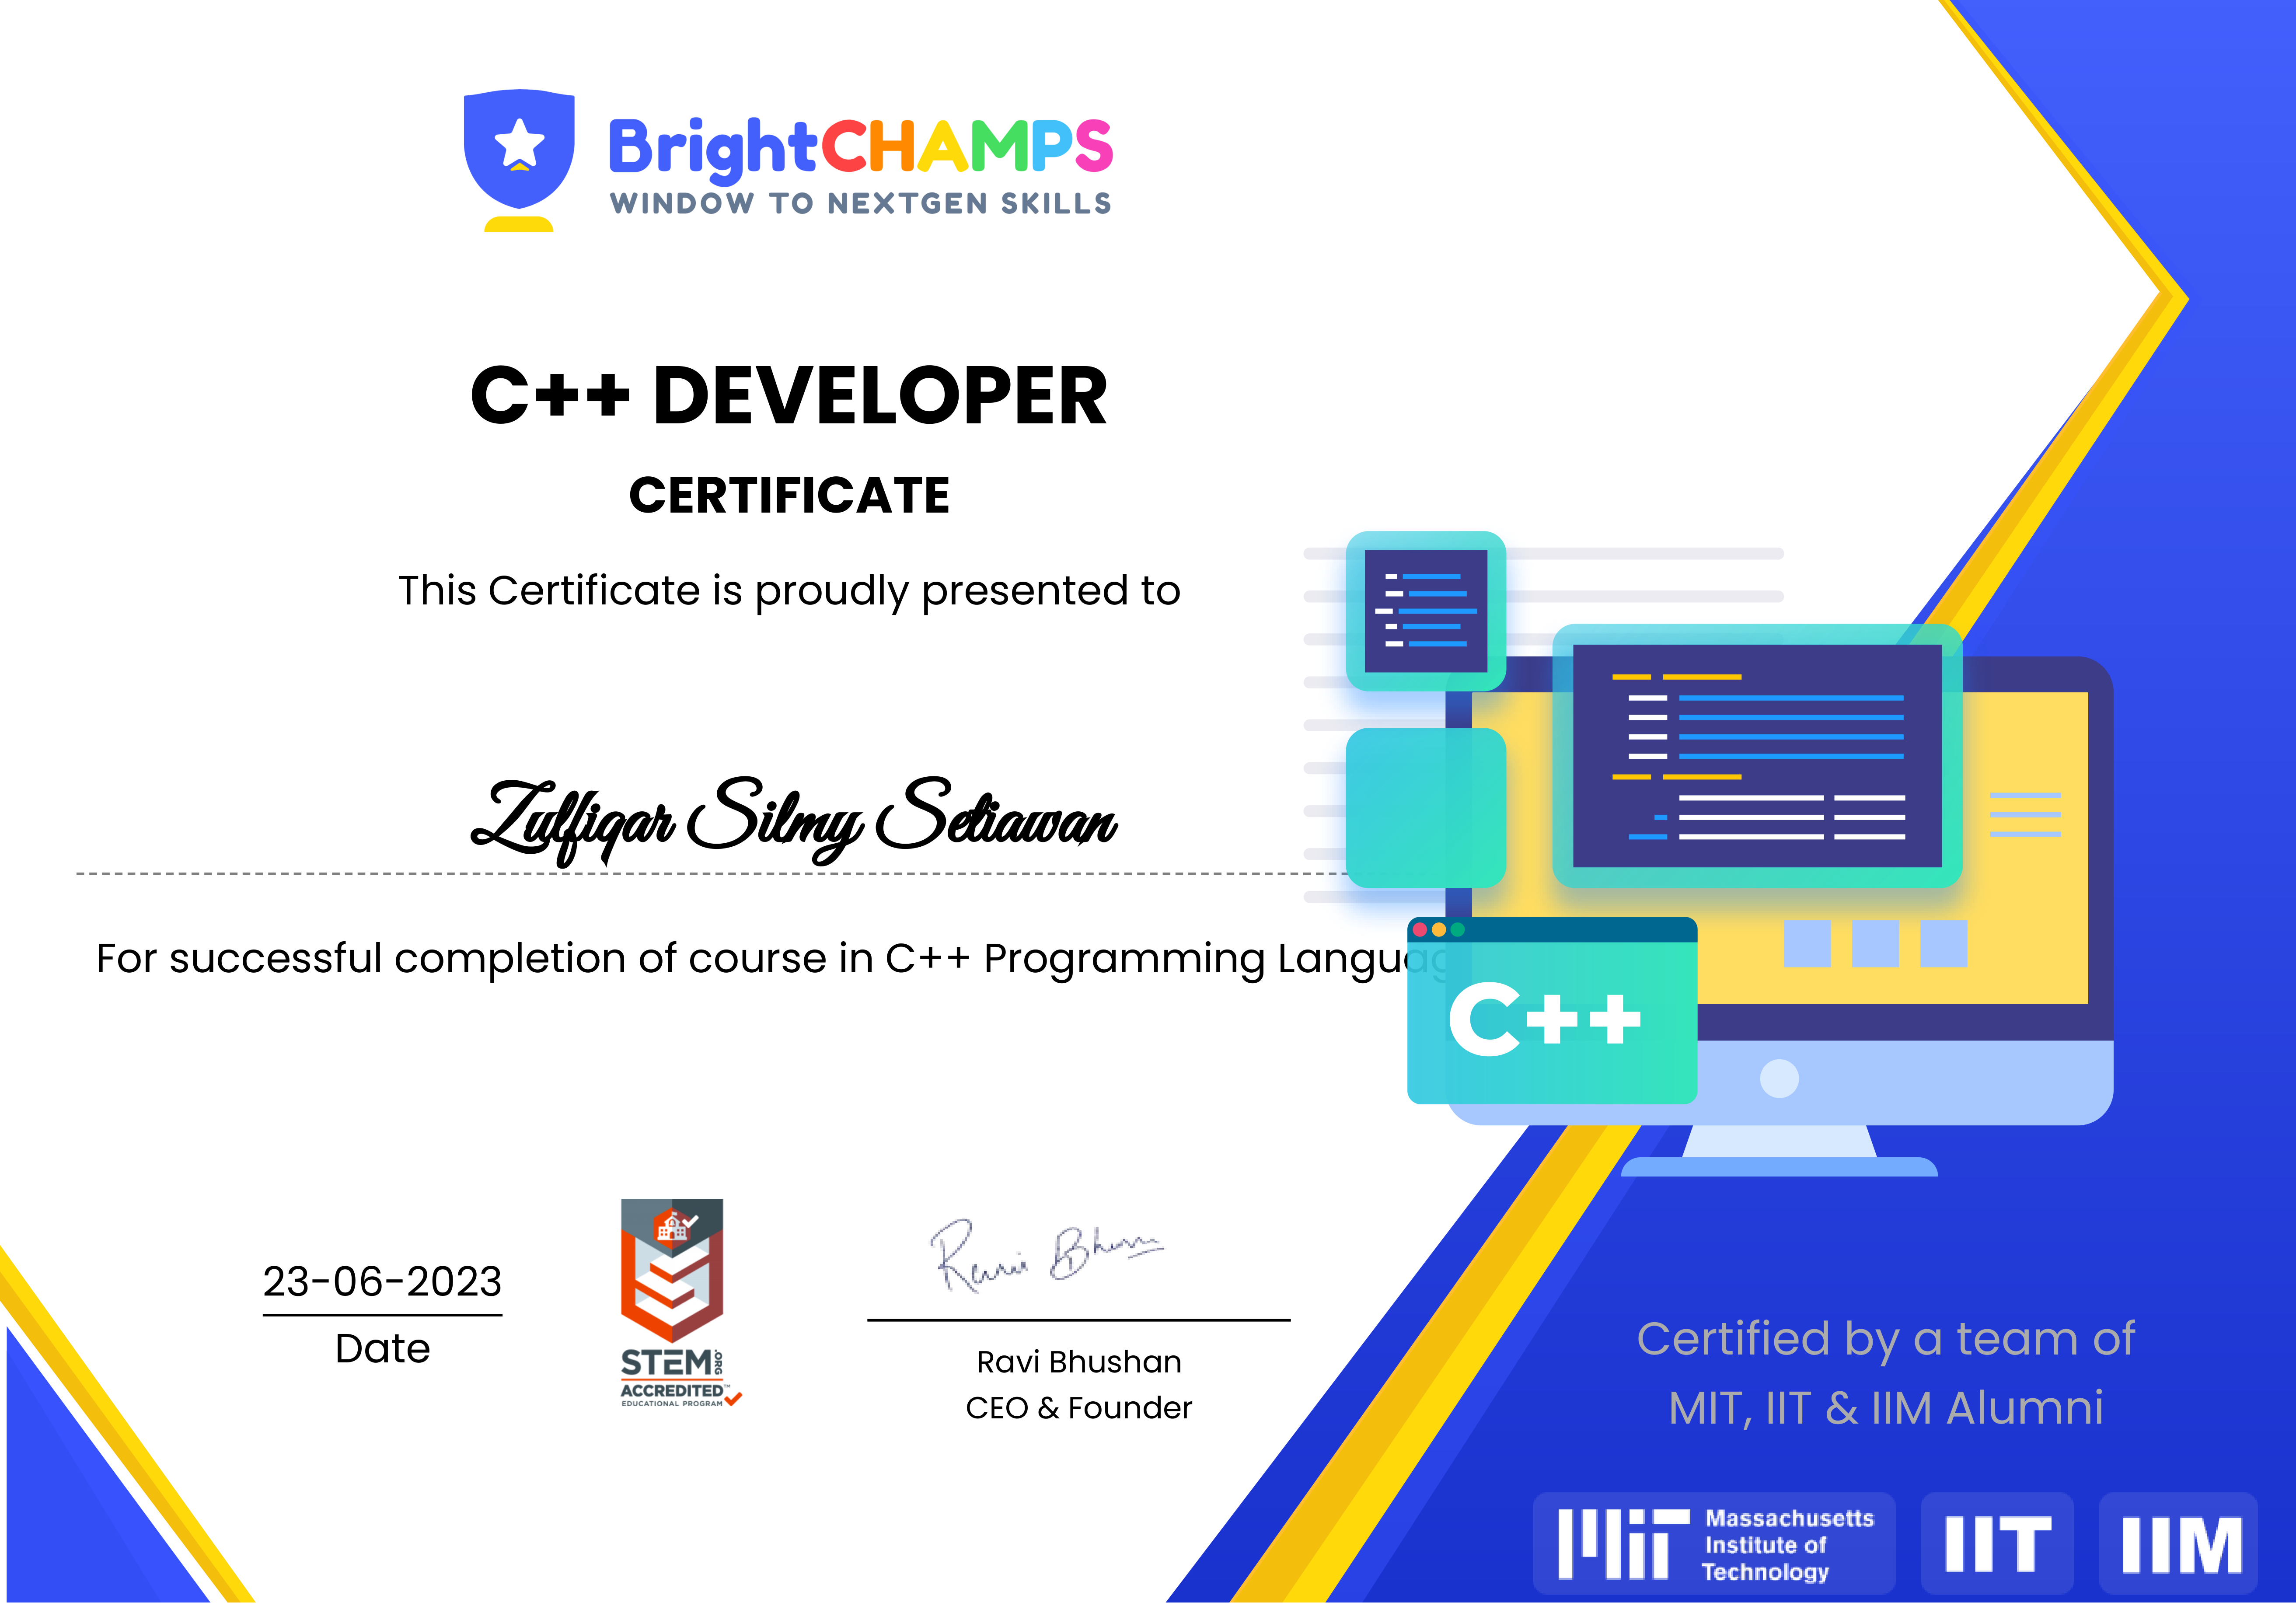 BrightCHAMPS
WINDOW TO NEXTGEN SKILLS
C++ DEVELOPER
CERTIFICATE
This Certificate is proudly presented to
Zulfiqar Silmy Setiawan
For successful completion of course in C++ Programming Languag
C++
23-06-2023
Date
STEM.ORG
ACCREDITED™
EDUCATIONAL PROGRAM
Ravi Bhushan
Ravi Bhushan
CEO & Founder
Certified by a team of
MIT, IIT & IIM Alumni
MIT Massachusetts
Institute of
Technology
IIT
IIM